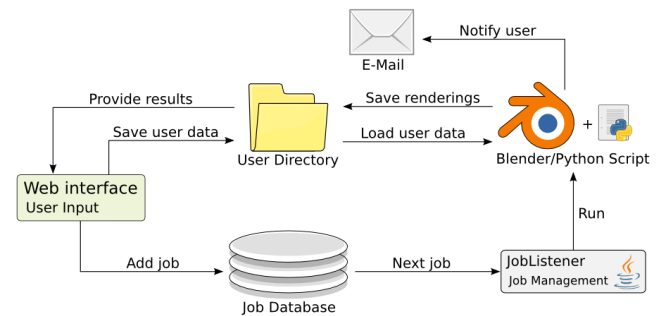 Notify user
E-Mail
Provide results
Save renderings
Save user data
Load user data
+
User Directory
Blender/Python Script
Web interface
User Input
Run
Add job
Next job
JobListener
Job Management
Job Database